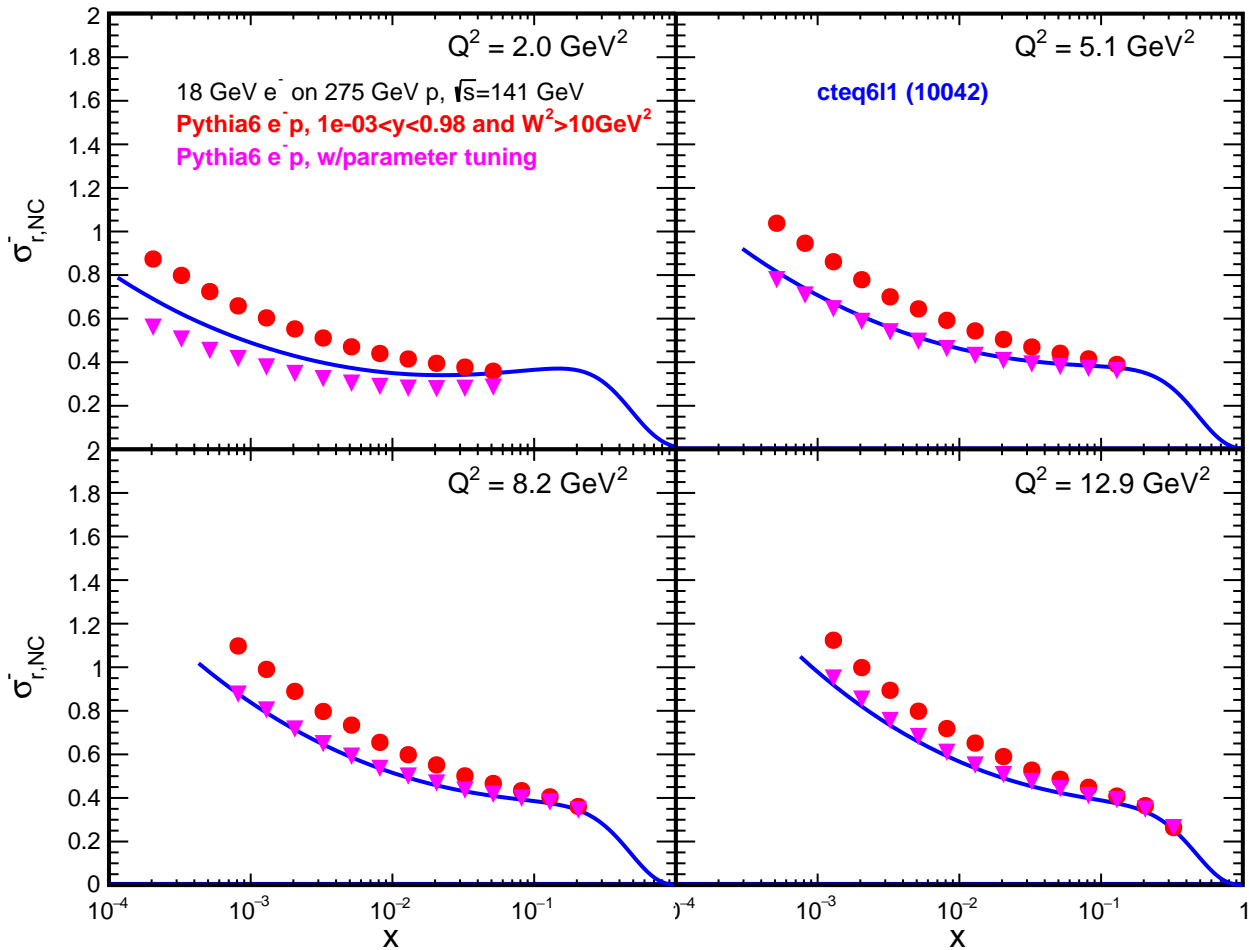 Q² = 2.0 GeV²
18 GeV e⁻ on 275 GeV p, √s=141 GeV
Pythia6 e⁻p, 1e-03<y<0.98 and W²>10GeV²
Pythia6 e⁻p, w/parameter tuning
Q² = 5.1 GeV²
cteq6l1 (10042)
2
1.8
1.6
1.4
1.2
1
0.8
0.6
0.4
0.2
σ⁻r,NC
Q² = 8.2 GeV²
Q² = 12.9 GeV²
2
1.8
1.6
1.4
1.2
1
0.8
0.6
0.4
0.2
0
σ⁻r,NC
10⁻⁴ 10⁻³ 10⁻² 10⁻¹
x
)⁻⁴ 10⁻³ 10⁻² 10⁻¹ 1
x